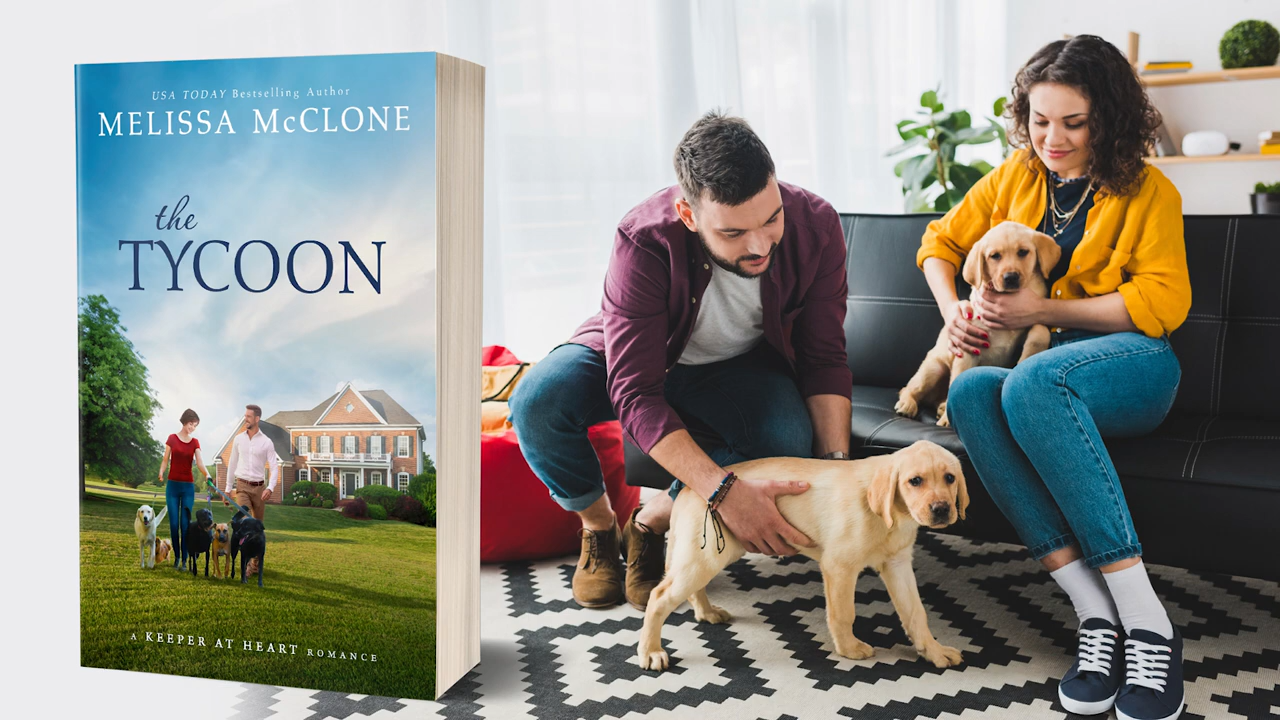 USA TODAY Bestselling Author
MELISSA McCLONE
the
TYCOON
A KEEPER AT HEART ROMANCE